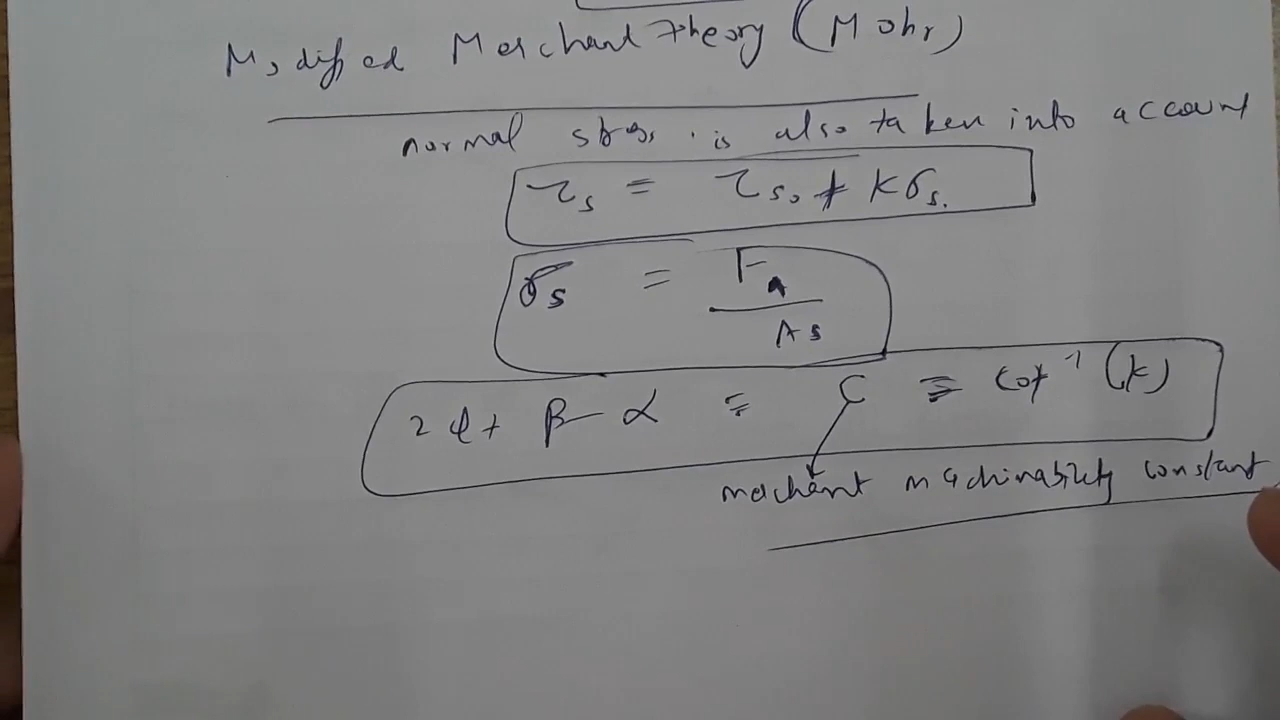 Modified Merchant Theory (Mohr)
normal stress is also taken into account
τs = τs₀ + kσs.
σs = Fn / As
2φ + β - α = C = cot⁻¹ (k)
merchant machinability constant